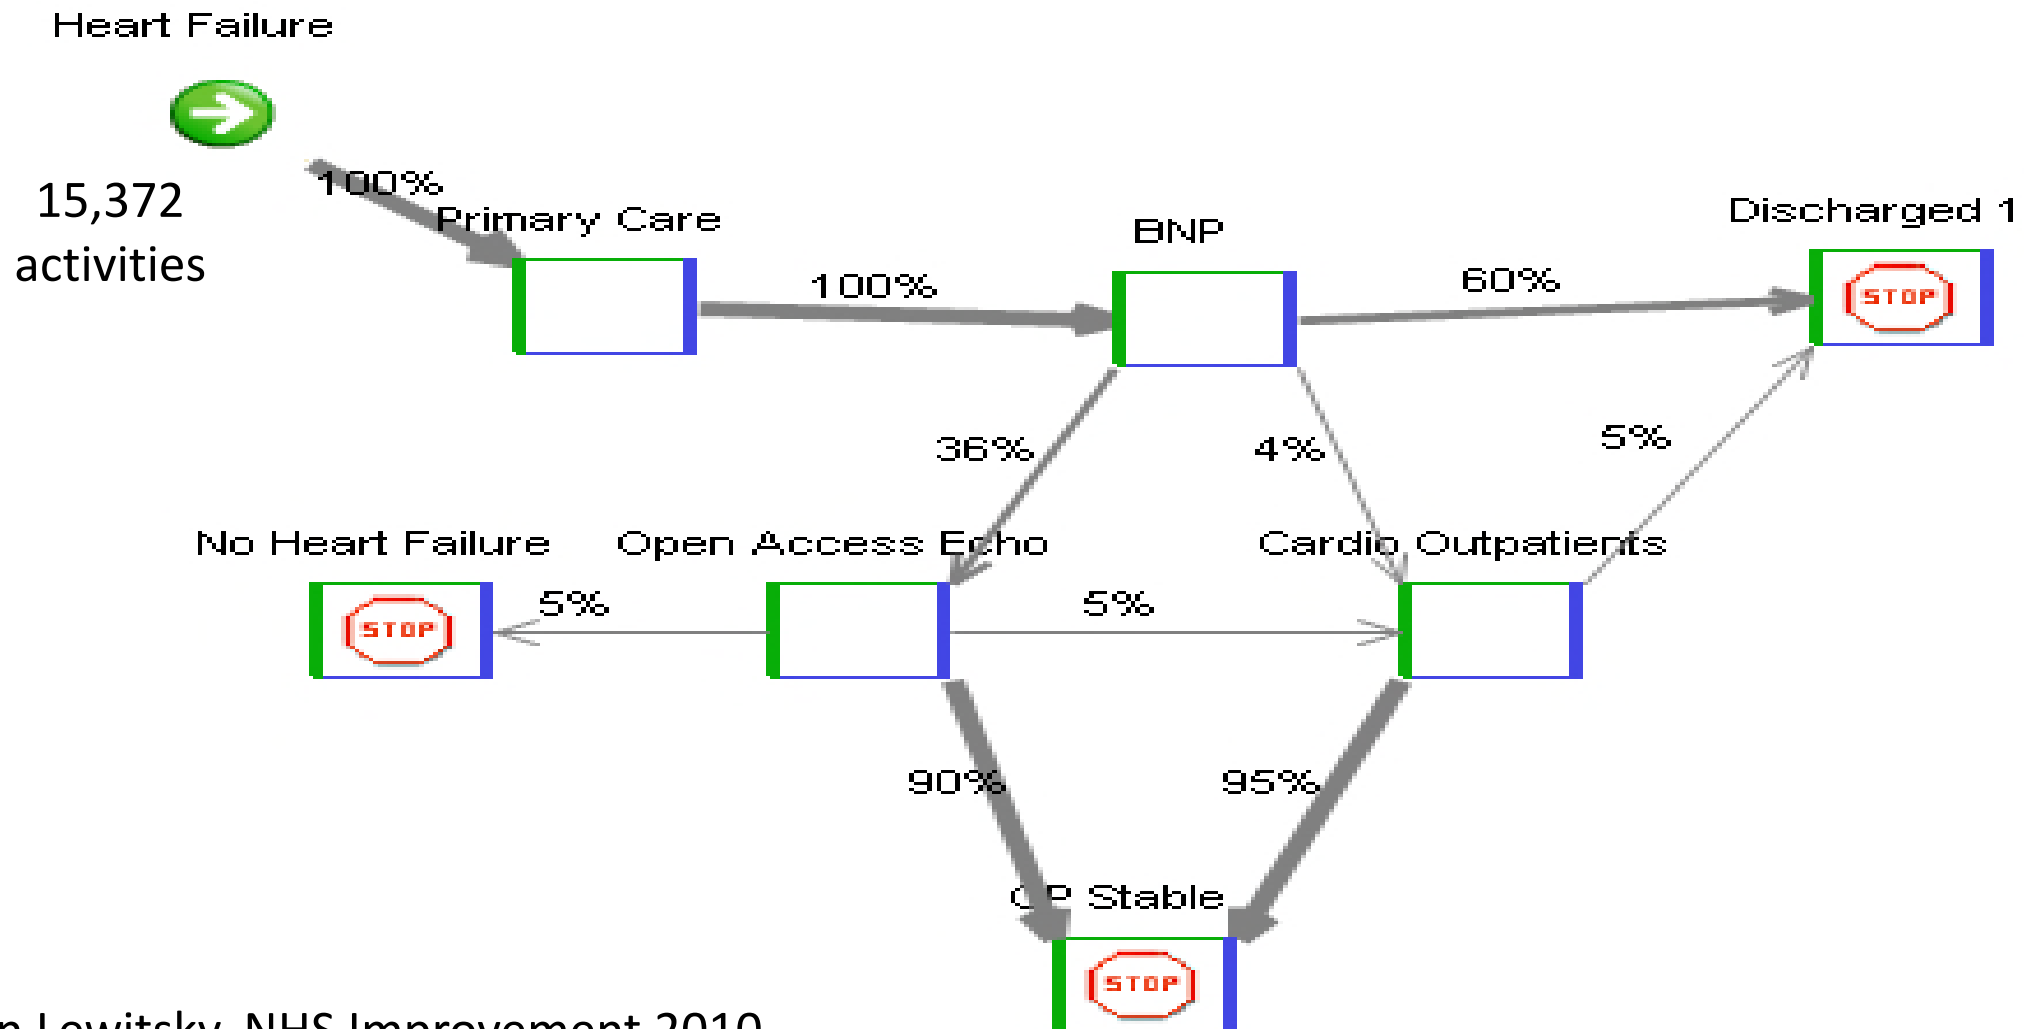 Heart Failure
15,372
activities
100%
Primary Care
100%
BNP
60%
Discharged 1
STOP
36%
4%
5%
No Heart Failure
STOP
5%
Open Access Echo
5%
Cardio Outpatients
90%
95%
GP Stable
STOP
Lewitsky, NHS Improvement 2010